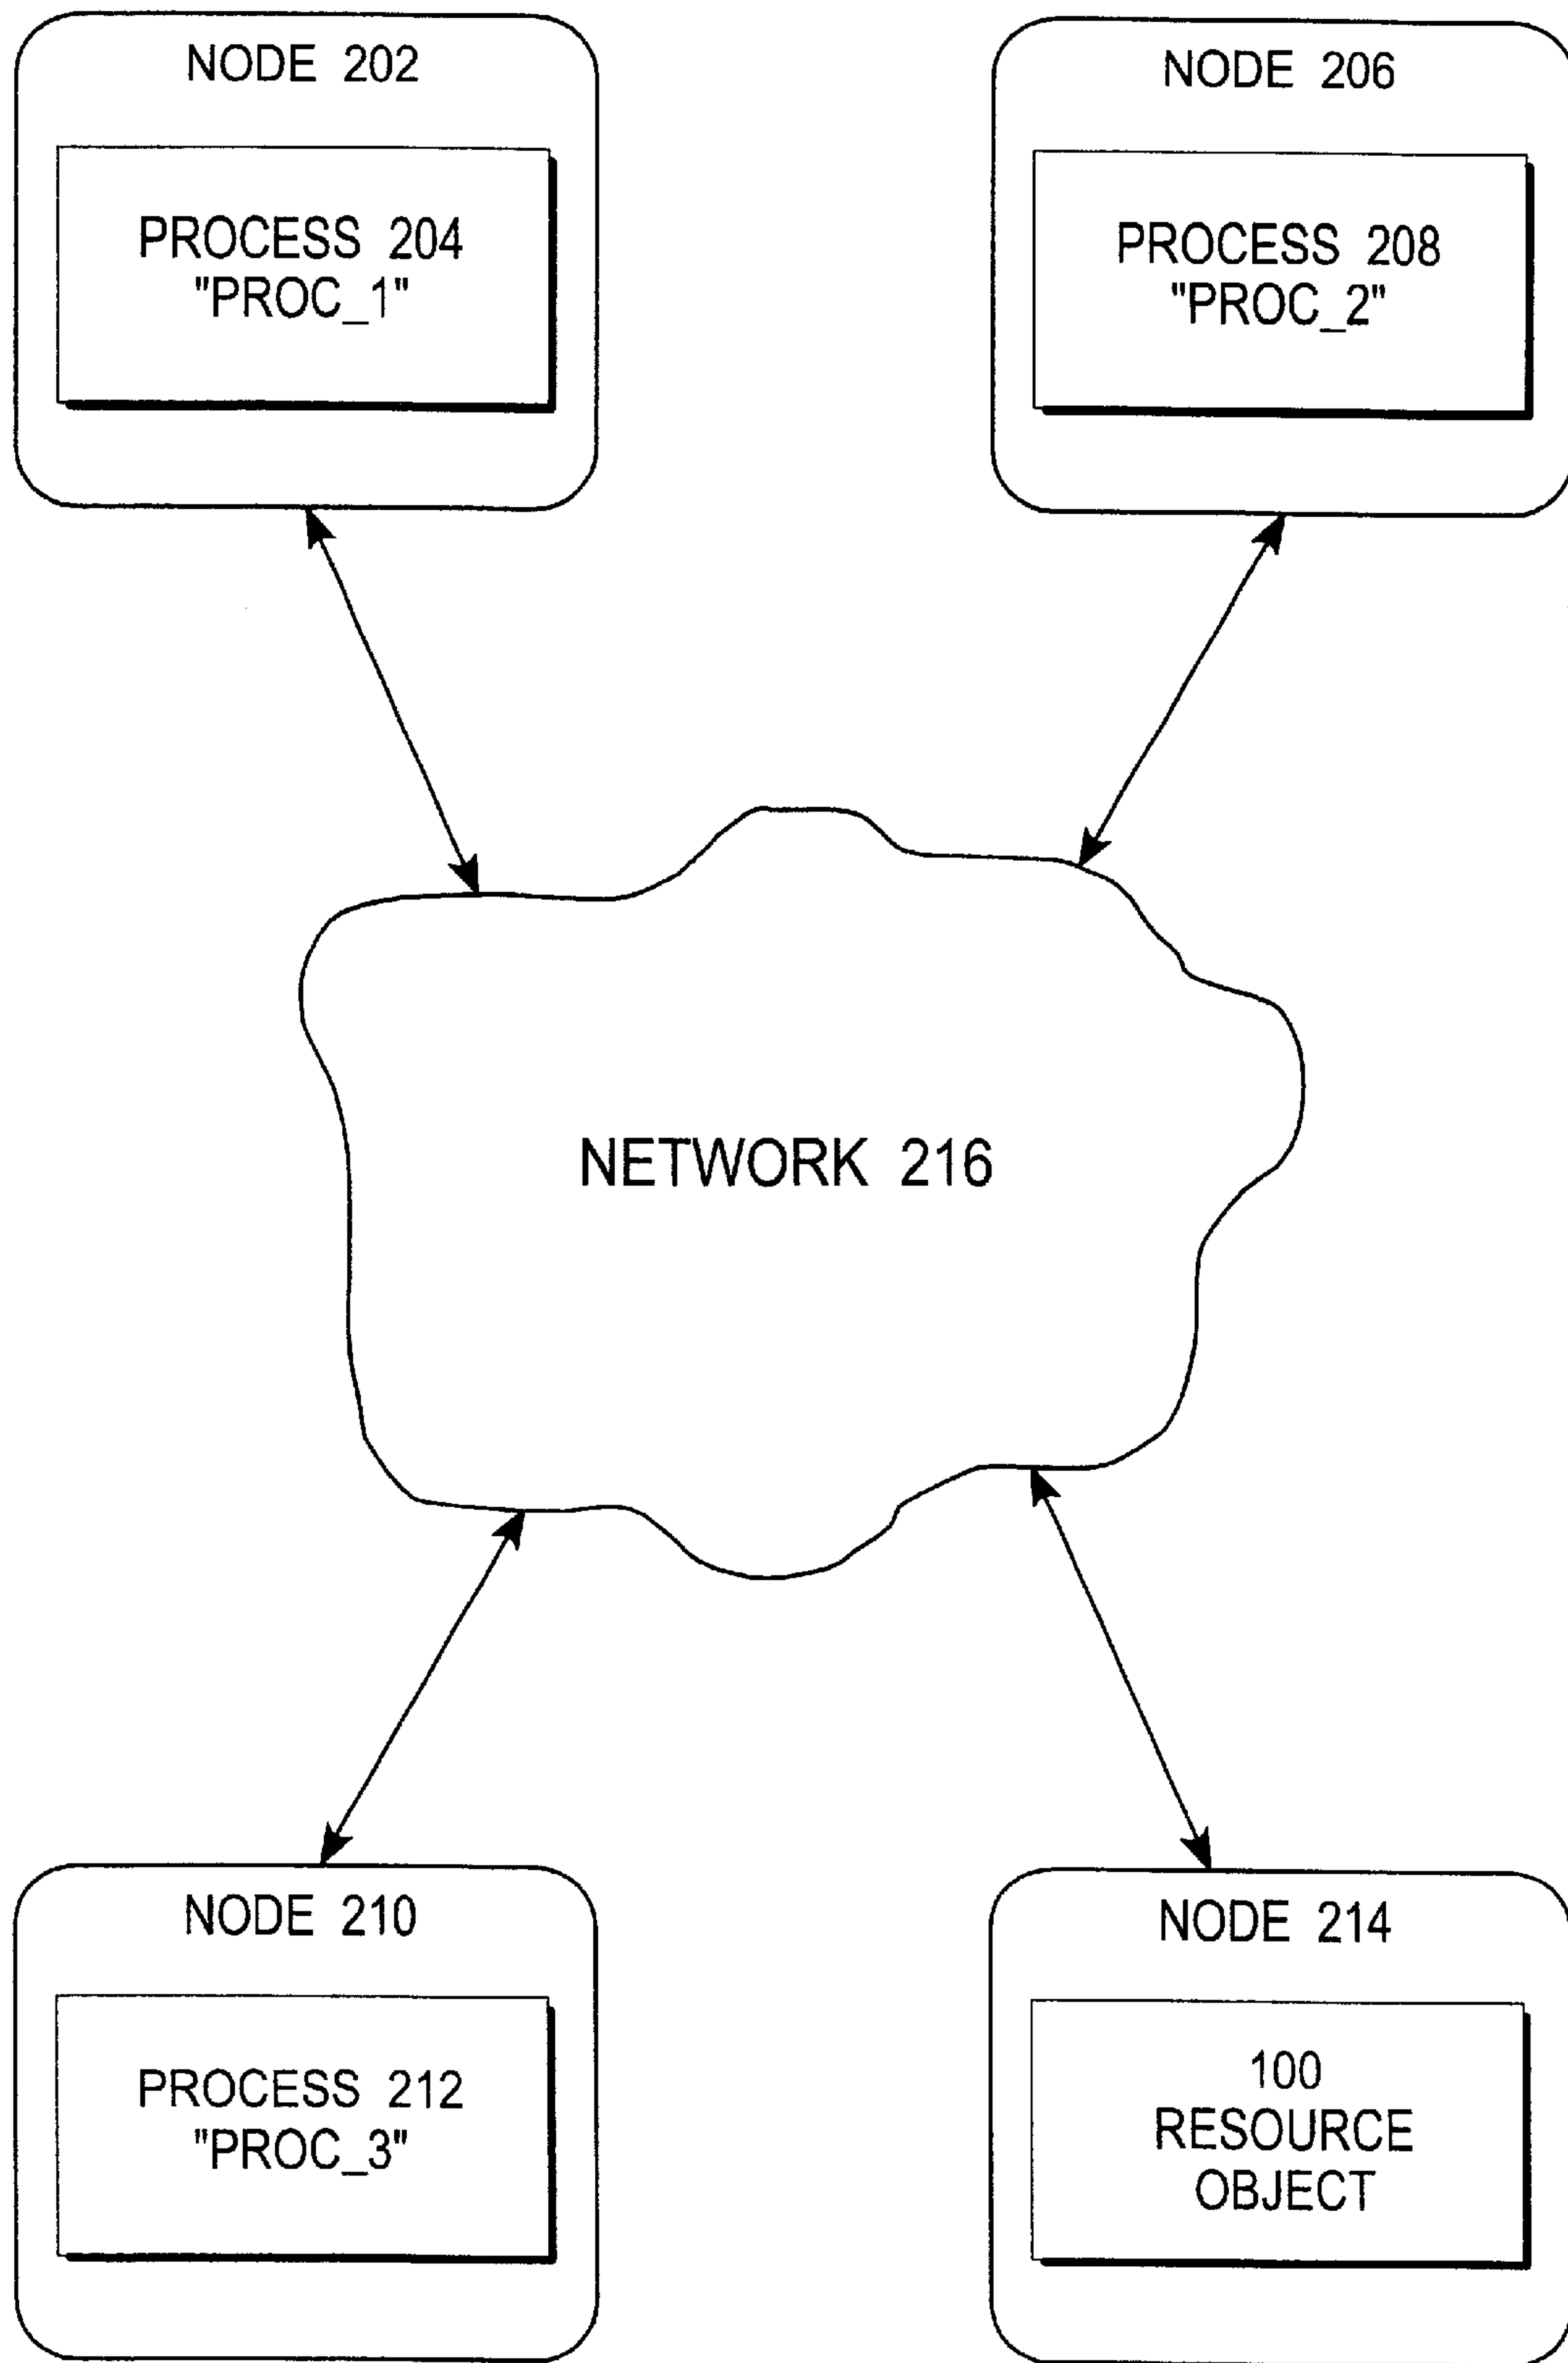 NODE 202
PROCESS 204
"PROC_1"
NODE 206
PROCESS 208
"PROC_2"
NETWORK 216
NODE 210
PROCESS 212
"PROC_3"
NODE 214
100
RESOURCE
OBJECT